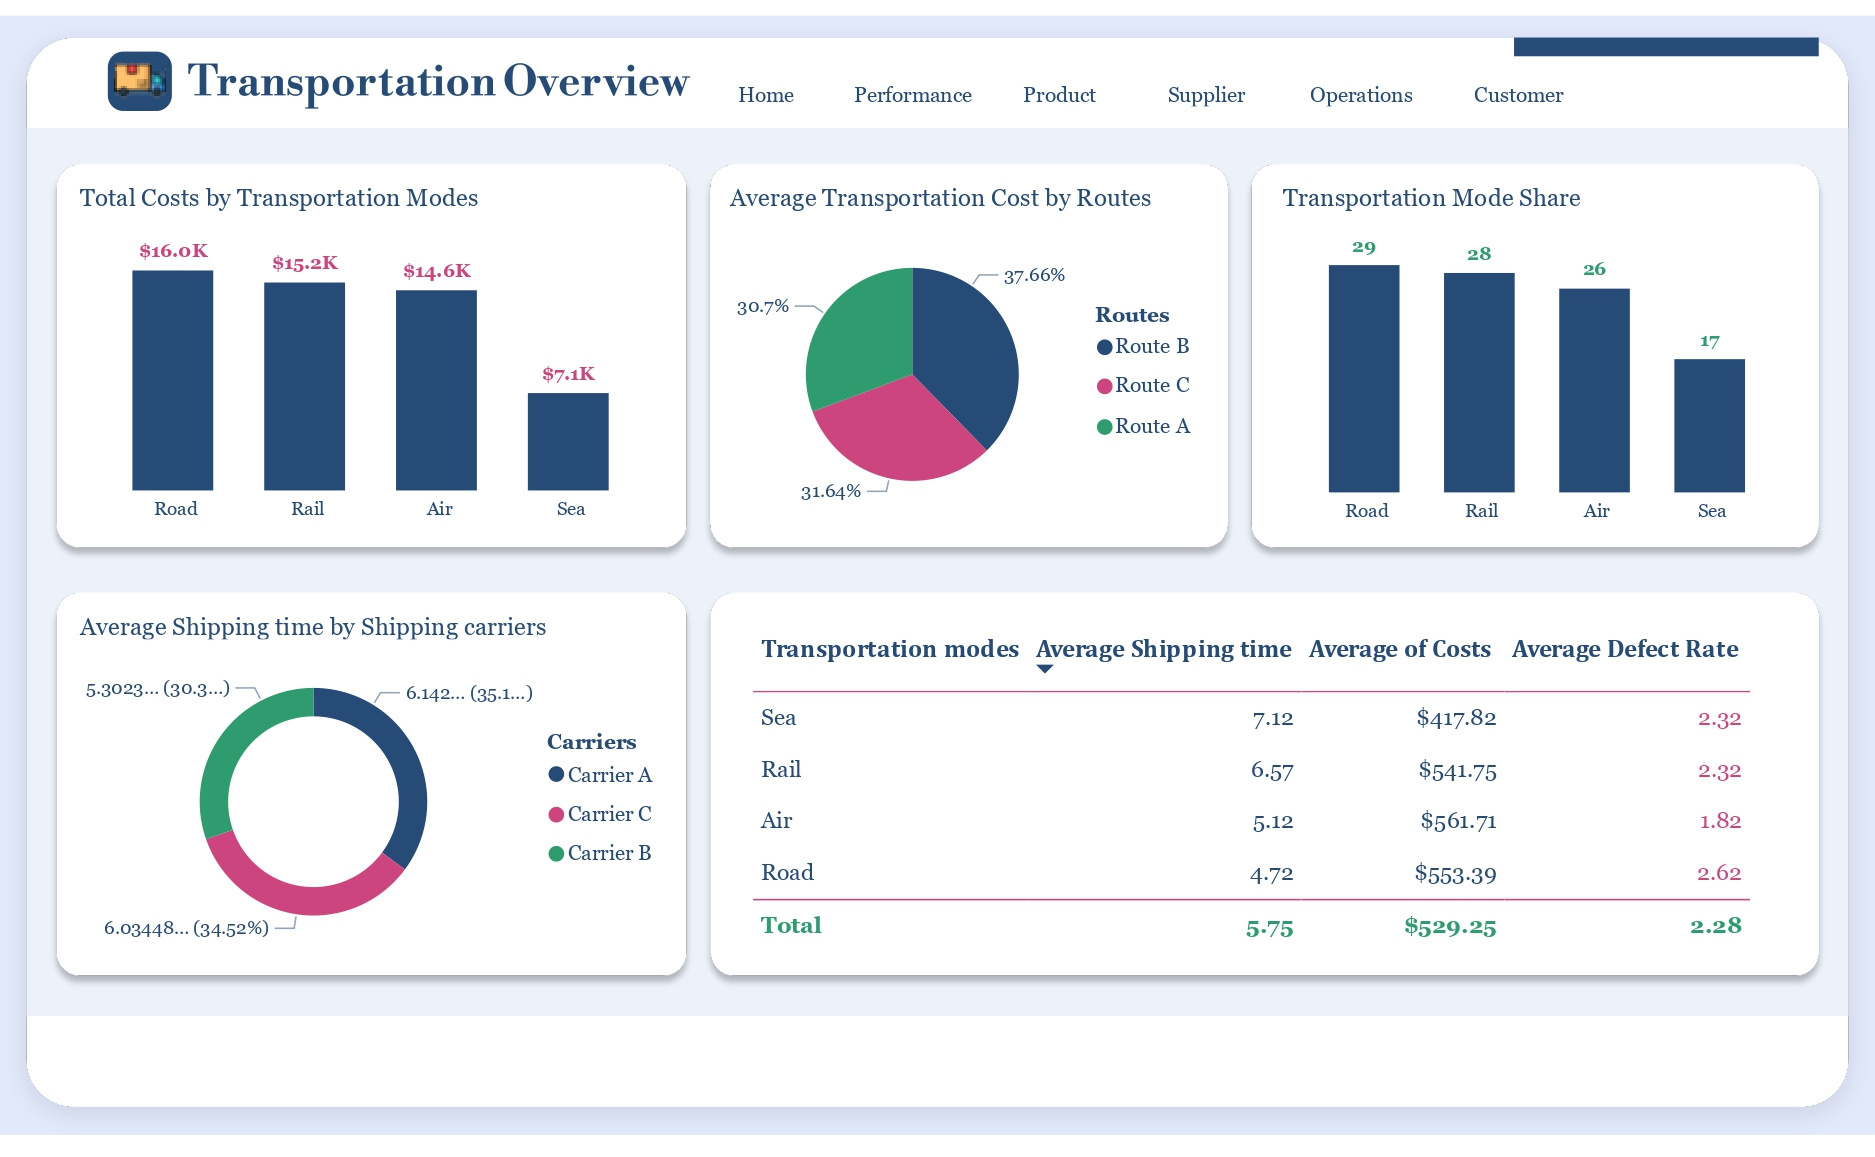 Transportation Overview
Home Performance Product Supplier Operations Customer
Total Costs by Transportation Modes
$16.0K
$15.2K
$14.6K
$7.1K
Road Rail Air Sea
Average Transportation Cost by Routes
37.66%
30.7%
31.64%
Routes
Route B
Route C
Route A
Transportation Mode Share
29
28
26
17
Road Rail Air Sea
Average Shipping time by Shipping carriers
5.3023... (30.3...)
6.142... (35.1...)
6.03448... (34.52%)
Carriers
Carrier A
Carrier C
Carrier B
Transportation modes Average Shipping time Average of Costs Average Defect Rate
Sea 7.12 $417.82 2.32
Rail 6.57 $541.75 2.32
Air 5.12 $561.71 1.82
Road 4.72 $553.39 2.62
Total 5.75 $529.25 2.28